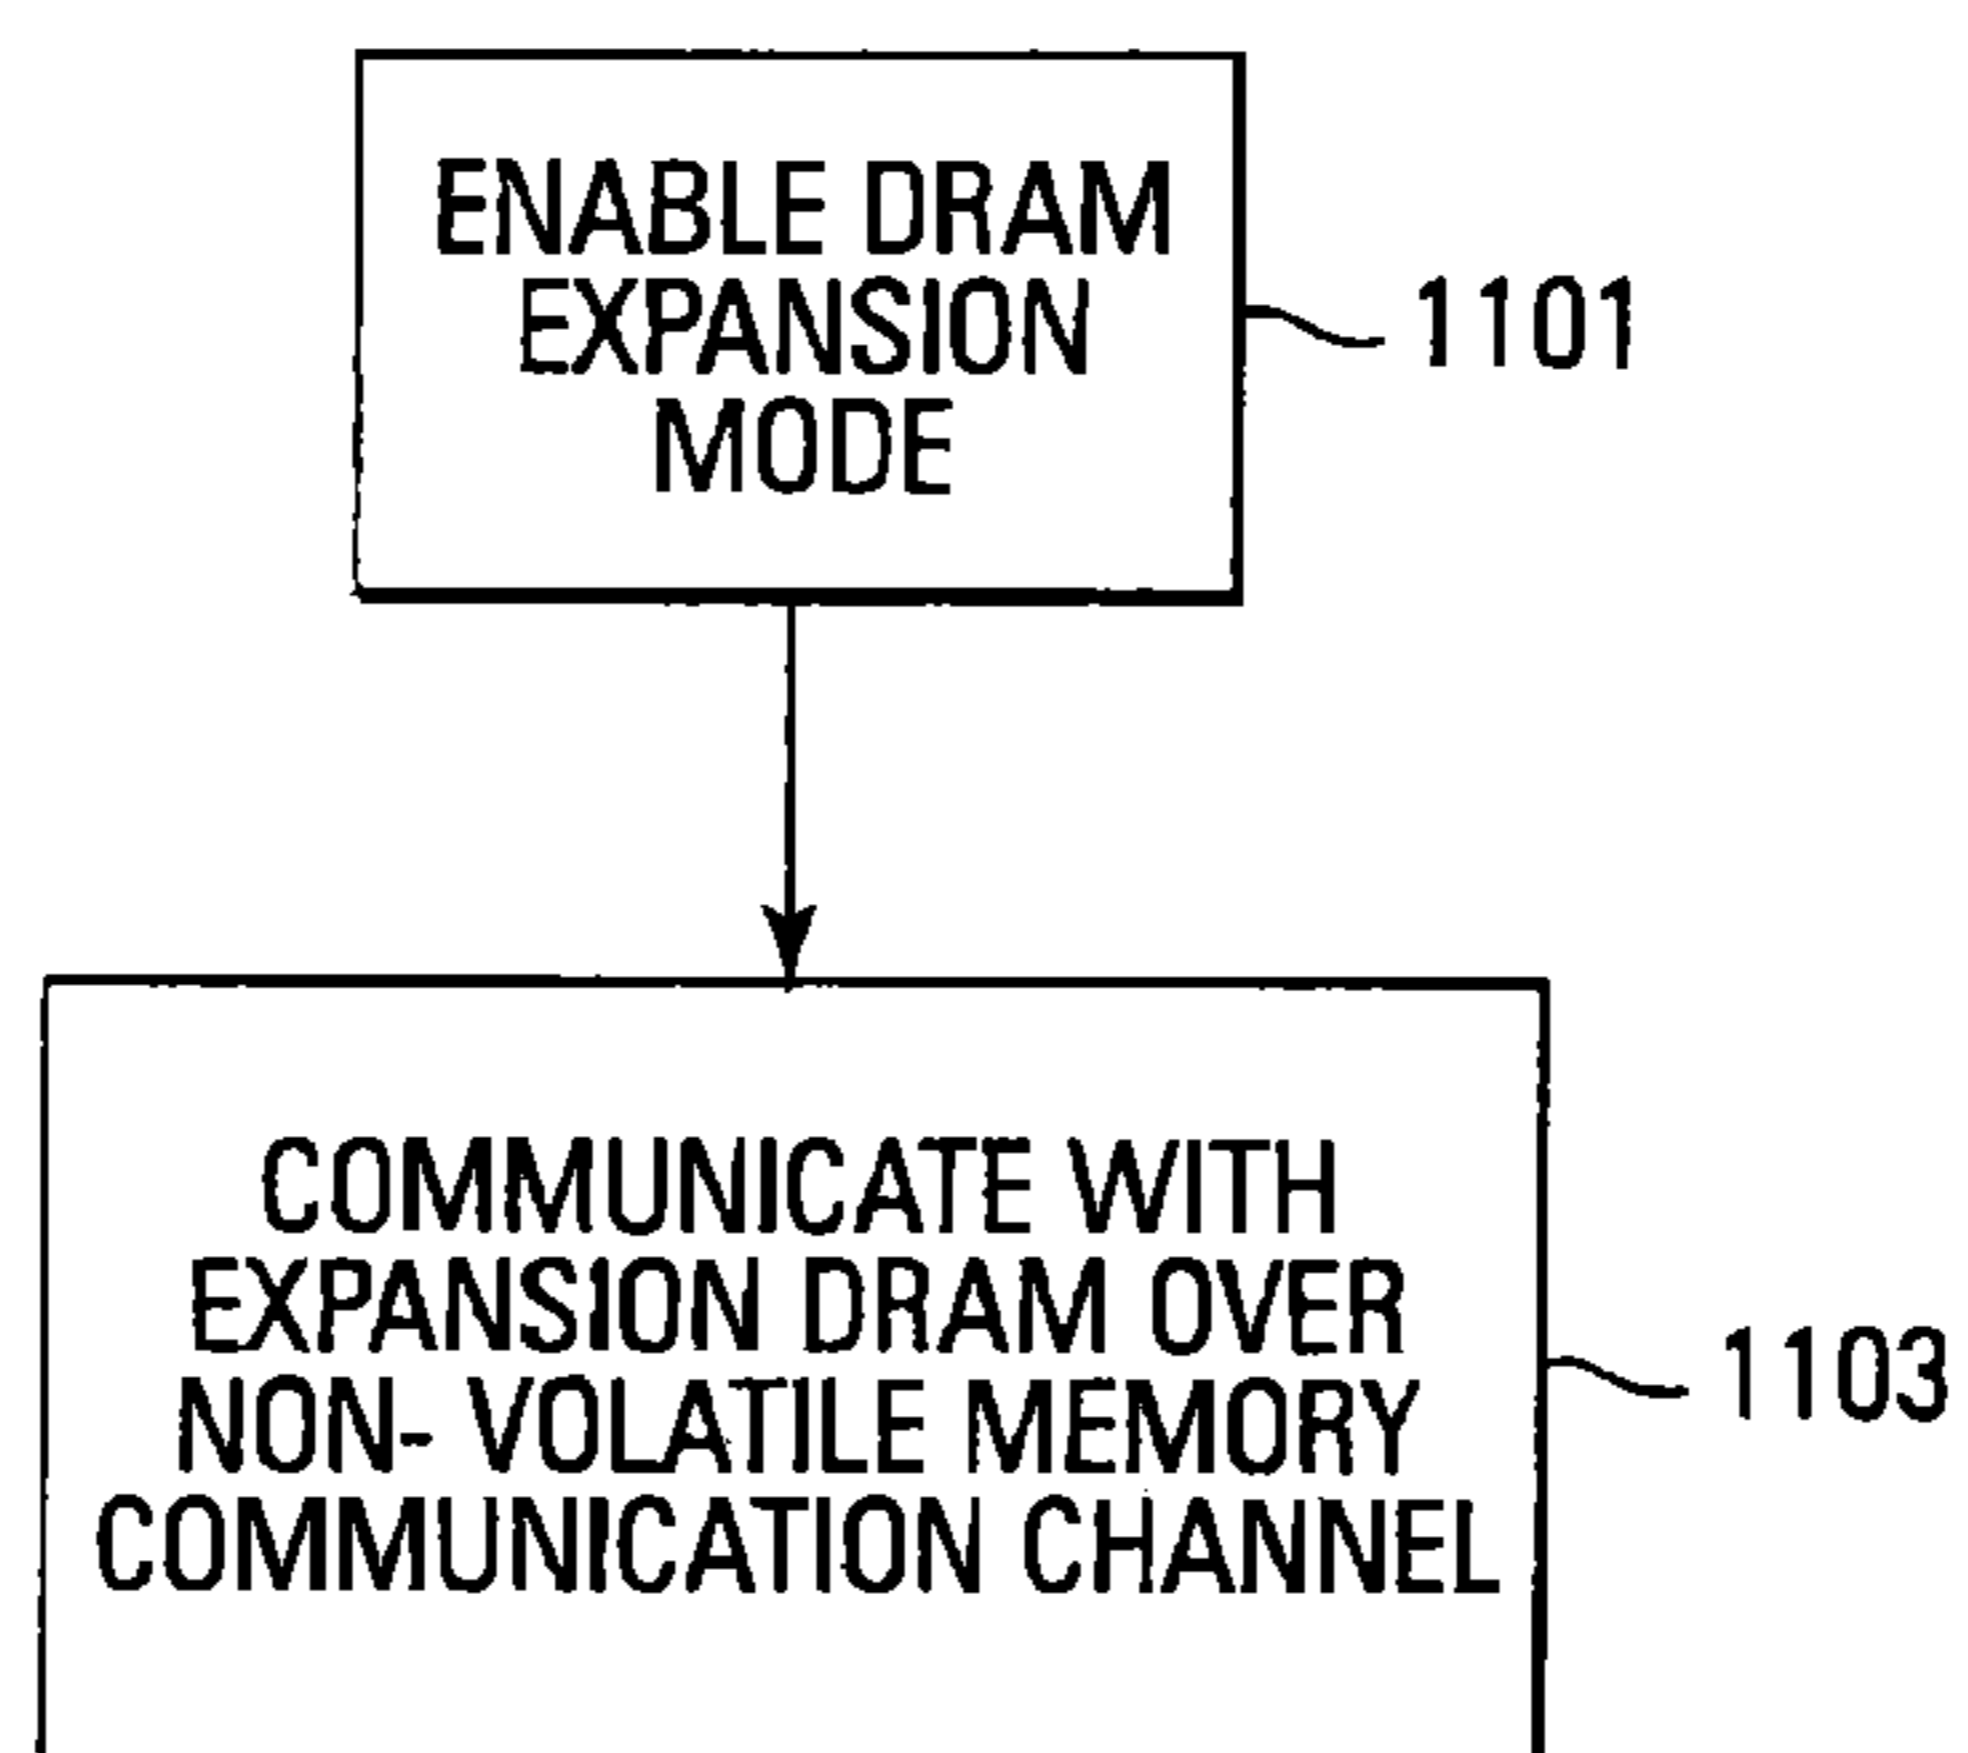 ENABLE DRAM
EXPANSION
MODE
1101
COMMUNICATE WITH
EXPANSION DRAM OVER
NON- VOLATILE MEMORY
COMMUNICATION CHANNEL
1103